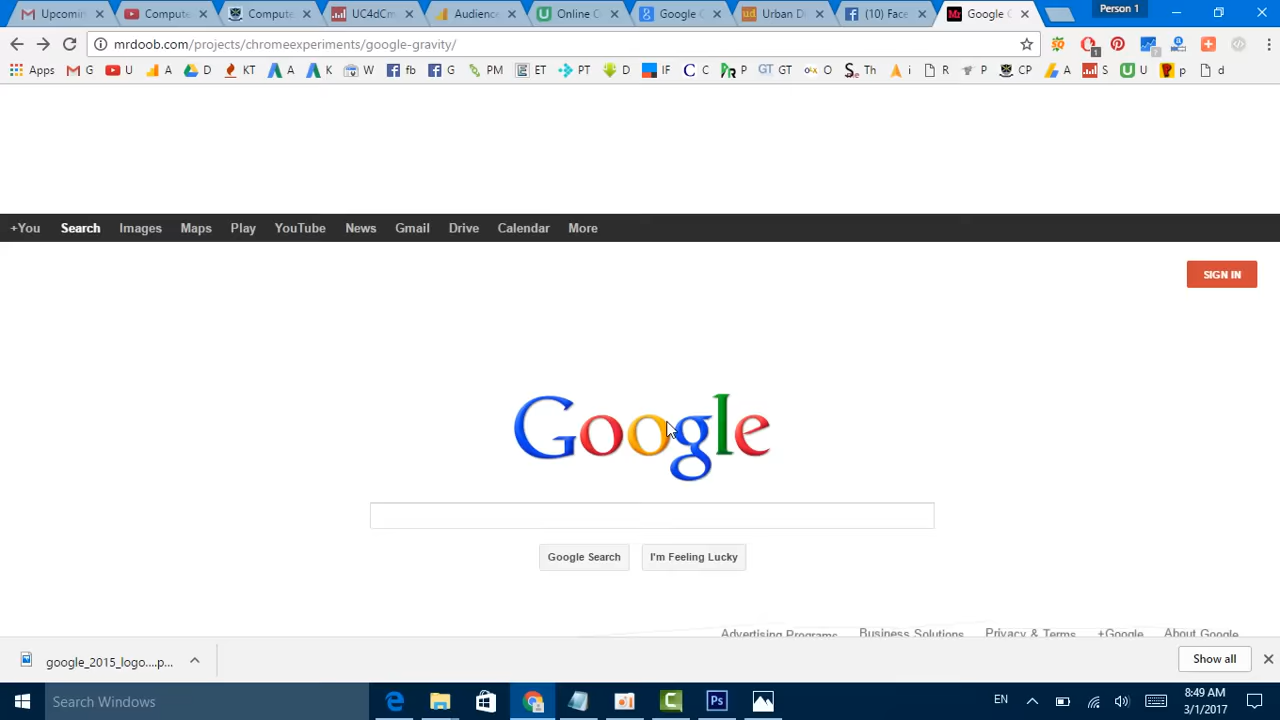 Upcomin Compute Compute UC4dCm Audience Online C Google C Urban D (10) Face Mr Google G Person 1
mrdoob.com/projects/chromeexperiments/google-gravity/
Apps G U A D KT A K W fb G PM ET PT D IF C P GT O Th i R P CP A S U p d
+You Search Images Maps Play YouTube News Gmail Drive Calendar More
SIGN IN
Google
Google Search I'm Feeling Lucky
Advertising Programs Business Solutions Privacy & Terms +Google About Google
google_2015_logo....p... Show all
Search Windows EN 8:49 AM
3/1/2017